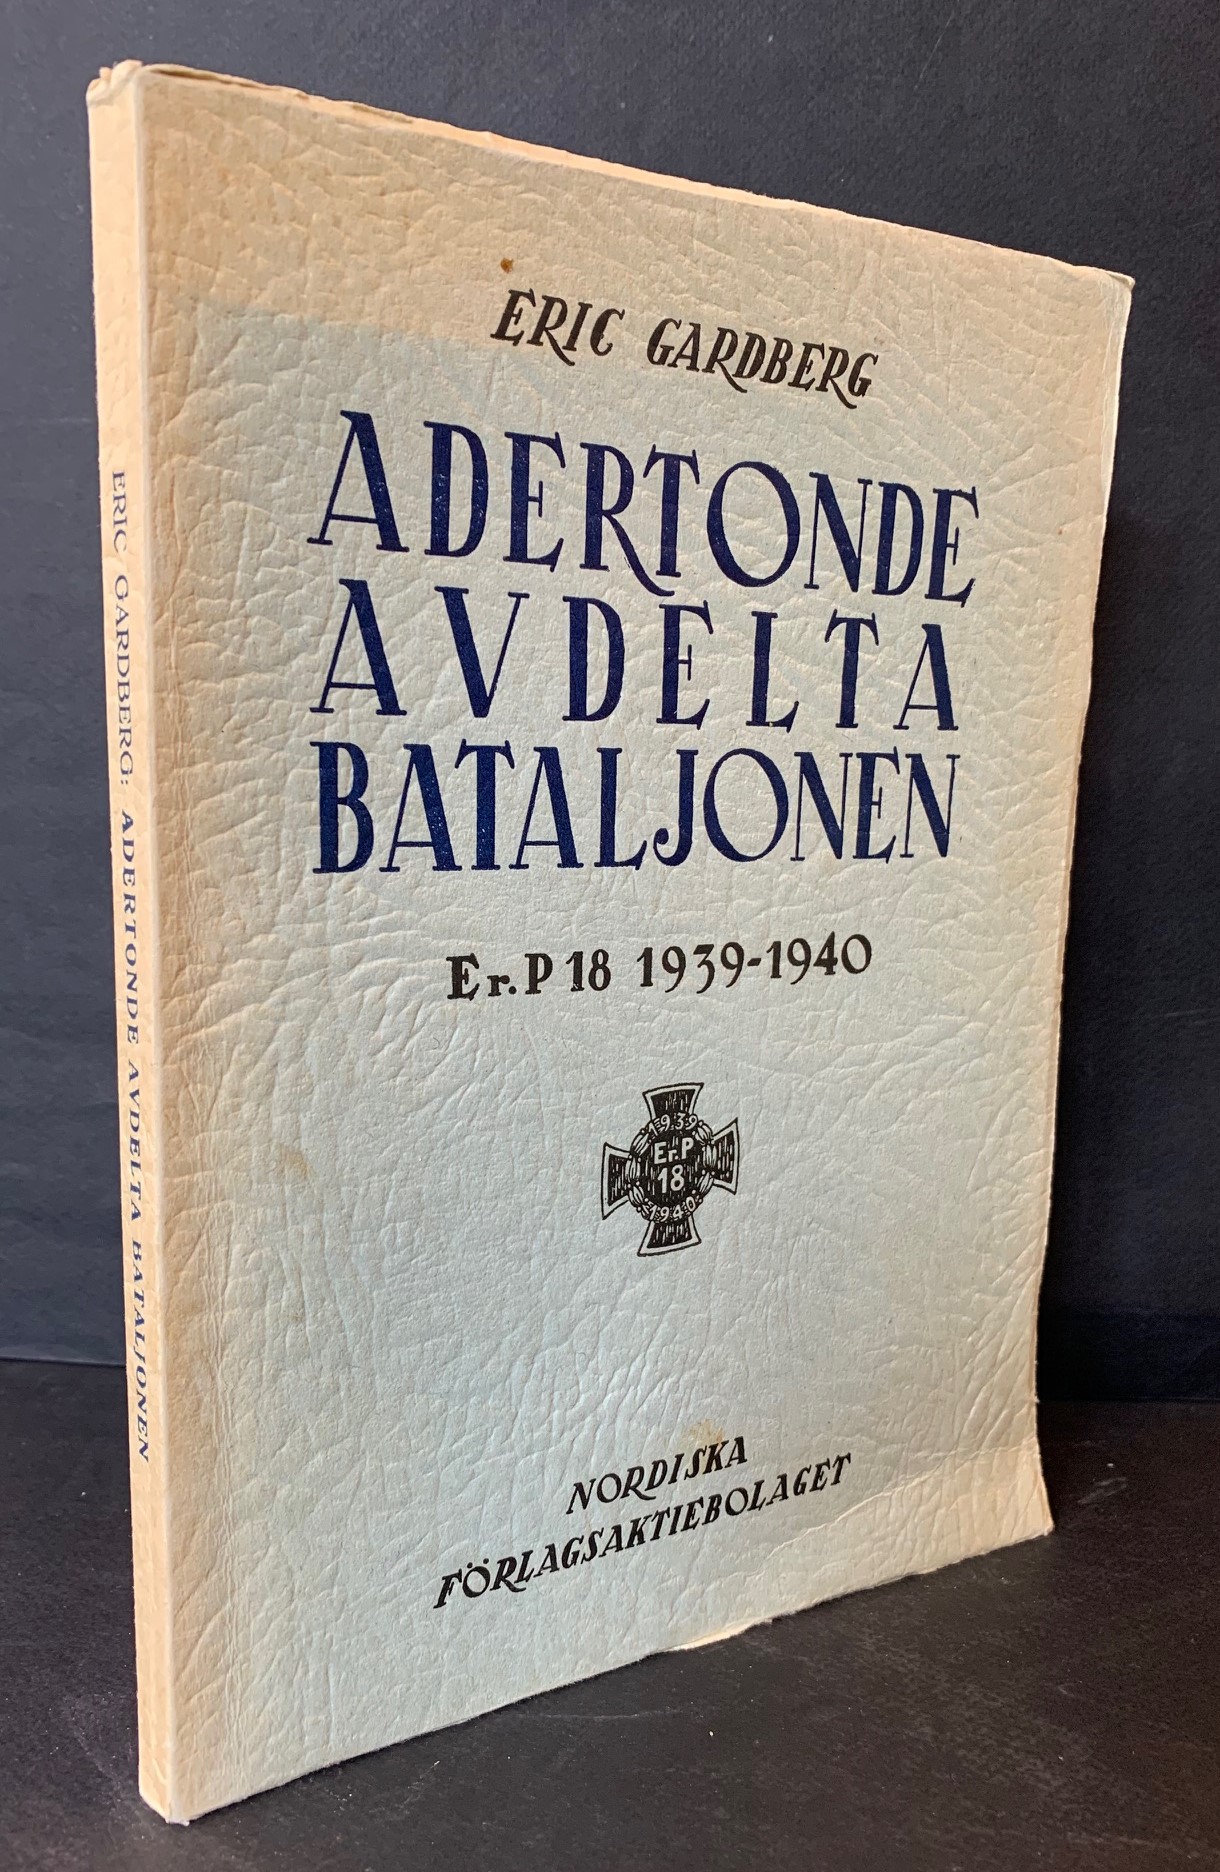 ERIC GARDBERG
ADERTONDE
AVDELTA
BATALJONEN
Er. P 18 1939-1940
1939
Er.P
18
1940
NORDISKA
FÖRLAGSAKTIEBOLAGET
ERIC GARDBERG: ADERTONDE AVDELTA BATALJONEN